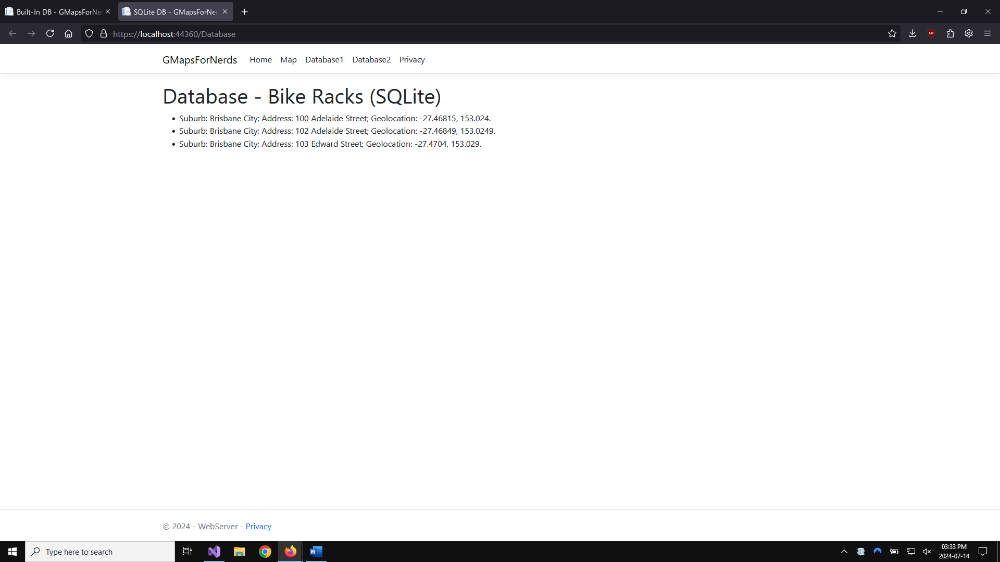 Built-In DB - GMapsForNer
SQLite DB - GMapsForNer
https://localhost:44360/Database
GMapsForNerds
Home
Map
Database1
Database2
Privacy
Database - Bike Racks (SQLite)
Suburb: Brisbane City; Address: 100 Adelaide Street; Geolocation: -27.46815, 153.024.
Suburb: Brisbane City; Address: 102 Adelaide Street; Geolocation: -27.46849, 153.0249.
Suburb: Brisbane City; Address: 103 Edward Street; Geolocation: -27.4704, 153.029.
© 2024 - WebServer - Privacy
Type here to search
03:33 PM
2024-07-14